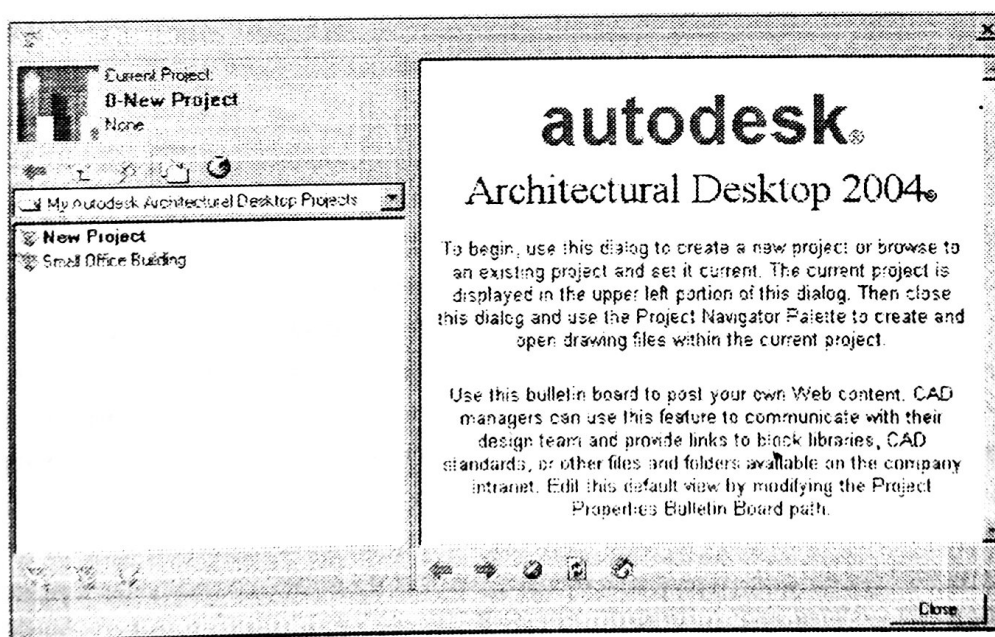 Current Project:
0-New Project
None
My Autodesk Architectural Desktop Projects
New Project
Small Office Building
autodesk®
Architectural Desktop 2004®
To begin, use this dialog to create a new project or browse to
an existing project and set it current. The current project is
displayed in the upper left portion of this dialog. Then close
this dialog and use the Project Navigator Palette to create and
open drawing files within the current project.
Use this bulletin board to post your own Web content. CAD
managers can use this feature to communicate with their
design team and provide links to block libraries, CAD
standards, or other files and folders available on the company
intranet. Edit this default view by modifying the Project
Properties Bulletin Board path.
Close